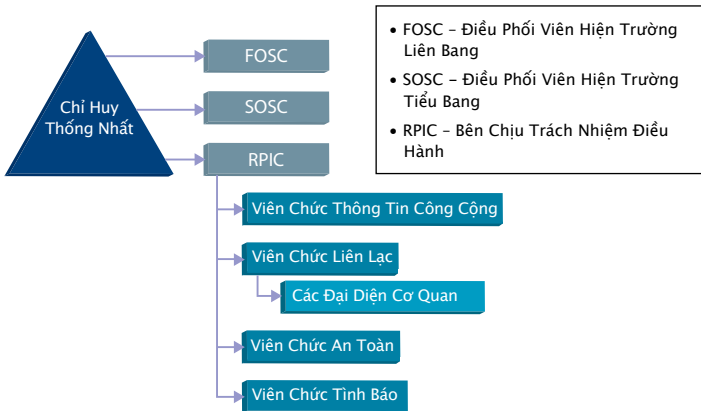 Chỉ Huy
Thống Nhất
FOSC
SOSC
RPIC
Viên Chức Thông Tin Công Cộng
Viên Chức Liên Lạc
Các Đại Diện Cơ Quan
Viên Chức An Toàn
Viên Chức Tình Báo
• FOSC – Điều Phối Viên Hiện Trường
Liên Bang
• SOSC – Điều Phối Viên Hiện Trường
Tiểu Bang
• RPIC – Bên Chịu Trách Nhiệm Điều
Hành